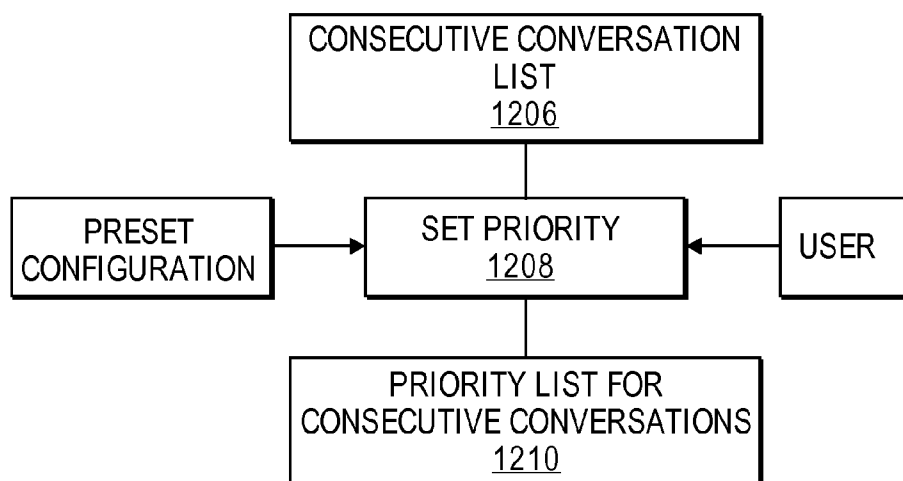 CONSECUTIVE CONVERSATION
LIST
1206
PRESET
CONFIGURATION
SET PRIORITY
1208
USER
PRIORITY LIST FOR
CONSECUTIVE CONVERSATIONS
1210